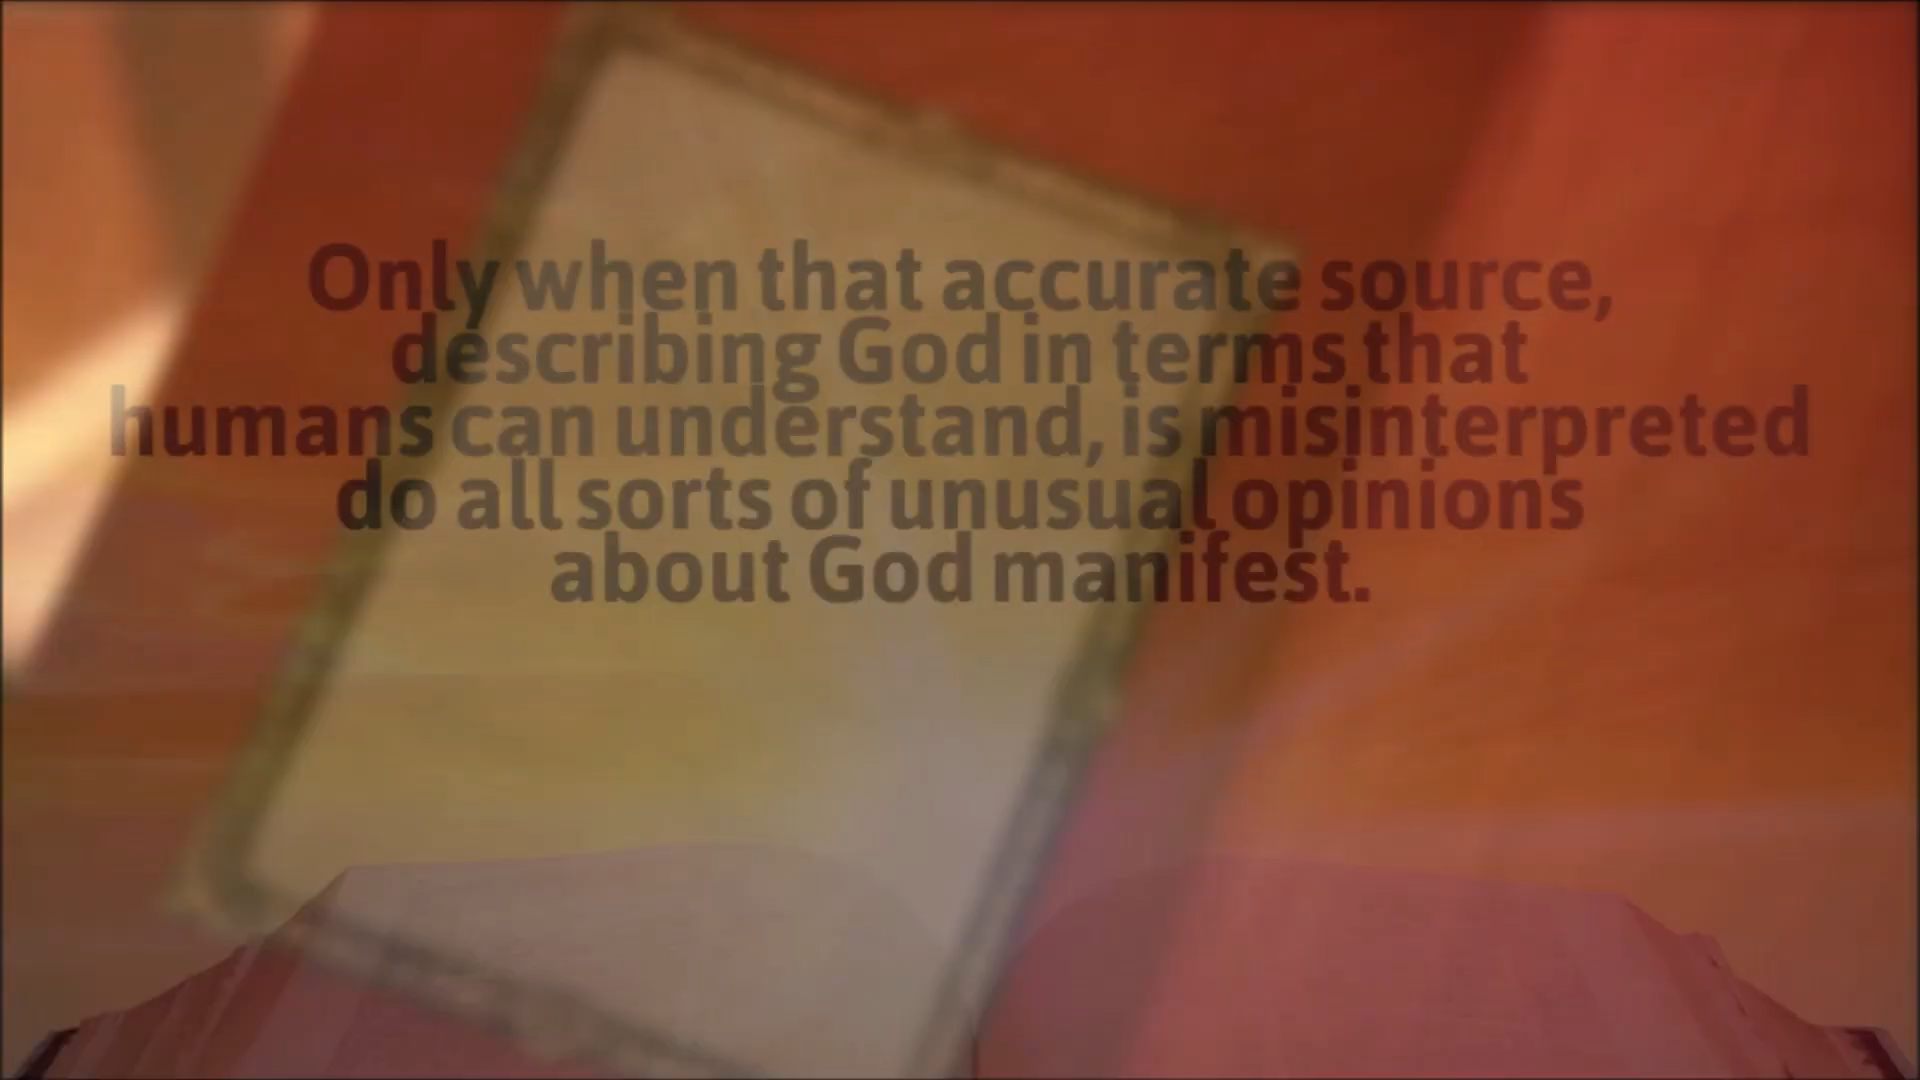 Only when that accurate source,
describing God in terms that
humans can understand, is misinterpreted
do all sorts of unusual opinions
about God manifest.